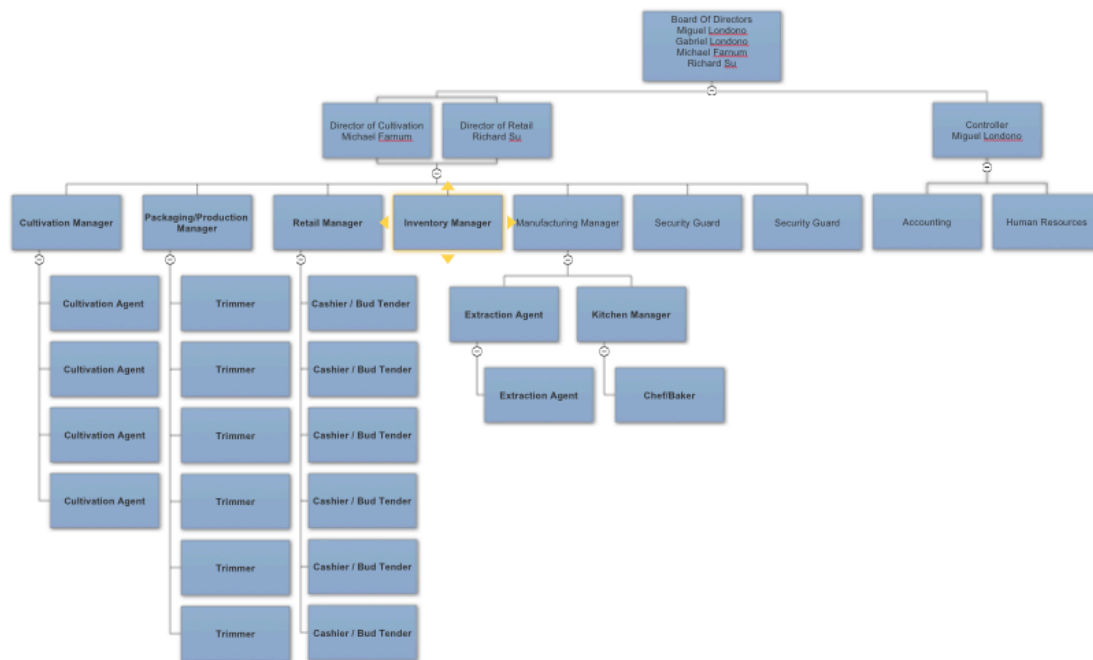 Board Of Directors
Miguel Londono
Gabriel Londono
Michael Farnum
Richard Su
Director of Cultivation
Michael Farnum
Director of Retail
Richard Su
Controller
Miguel Londono
Cultivation Manager
Packaging/Production
Manager
Retail Manager
Inventory Manager
Manufacturing Manager
Security Guard
Security Guard
Accounting
Human Resources
Cultivation Agent
Trimmer
Cashier / Bud Tender
Extraction Agent
Kitchen Manager
Cultivation Agent
Trimmer
Cashier / Bud Tender
Extraction Agent
Chef/Baker
Cultivation Agent
Trimmer
Cashier / Bud Tender
Cultivation Agent
Trimmer
Cashier / Bud Tender
Trimmer
Cashier / Bud Tender
Trimmer
Cashier / Bud Tender